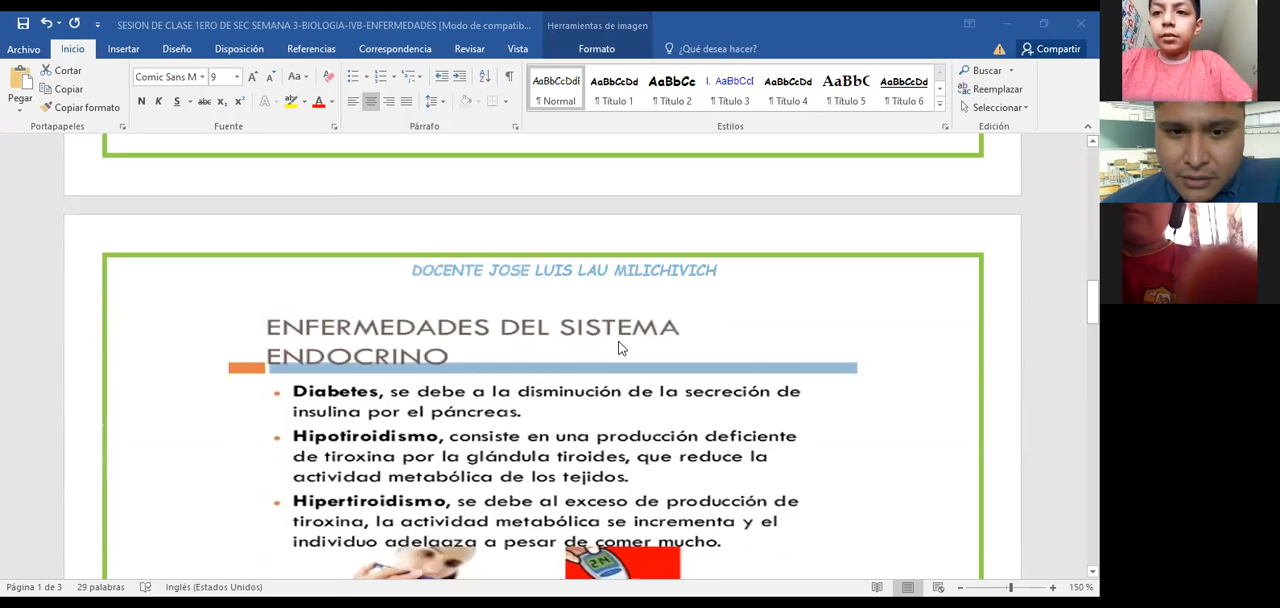 SESION DE CLASE 1ERO DE SEC SEMANA 3-BIOLOGIA-IVB-ENFERMEDADES [Modo de compatib...
Herramientas de imagen
Archivo
Inicio
Insertar
Diseño
Disposición
Referencias
Correspondencia
Revisar
Vista
Formato
¿Qué desea hacer?
Compartir
Pegar
Cortar
Copiar
Copiar formato
Portapapeles
Comic Sans M
9
Fuente
Párrafo
AaBbCcDdE
¶ Normal
AaBbCcDd
¶ Título 1
AaBbCc
¶ Título 2
I. AaBbCcD
¶ Título 3
AaBbCcDd
¶ Título 4
AaBbC
¶ Título 5
AaBbCcDd
¶ Título 6
Estilos
Buscar
Reemplazar
Seleccionar
Edición
DOCENTE JOSE LUIS LAU MILICHIVICH
ENFERMEDADES DEL SISTEMA
ENDOCRINO
• Diabetes, se debe a la disminución de la secreción de
insulina por el páncreas.
• Hipotiroidismo, consiste en una producción deficiente
de tiroxina por la glándula tiroides, que reduce la
actividad metabólica de los tejidos.
• Hipertiroidismo, se debe al exceso de producción de
tiroxina, la actividad metabólica se incrementa y el
individuo adelgaza a pesar de comer mucho.
Página 1 de 3
29 palabras
Inglés (Estados Unidos)
150 %